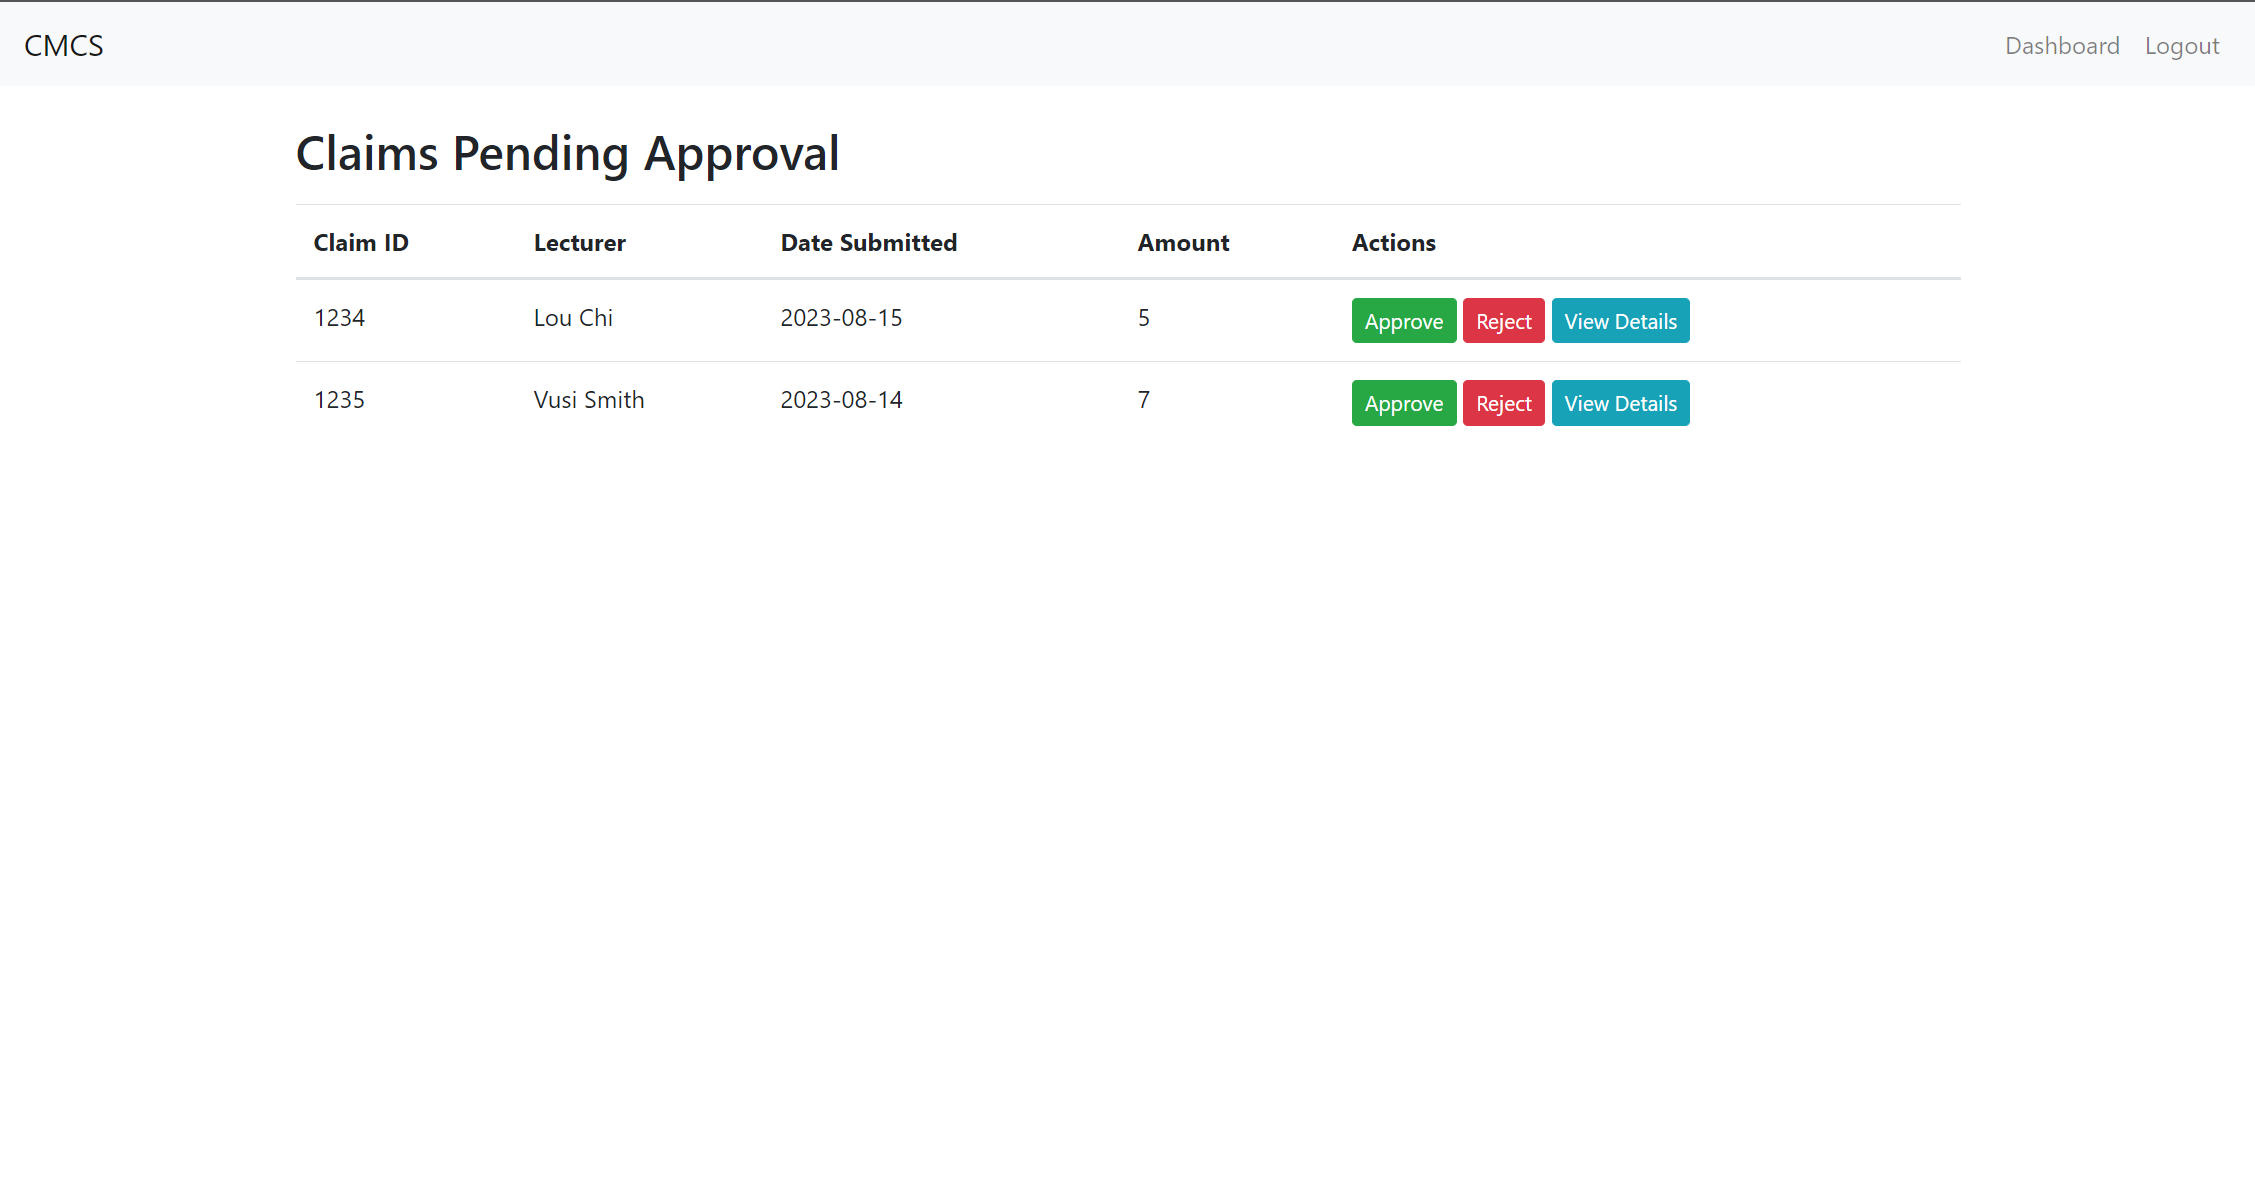 CMCS Dashboard Logout
Claims Pending Approval
Claim ID Lecturer Date Submitted Amount Actions
1234 Lou Chi 2023-08-15 5 Approve Reject View Details
1235 Vusi Smith 2023-08-14 7 Approve Reject View Details